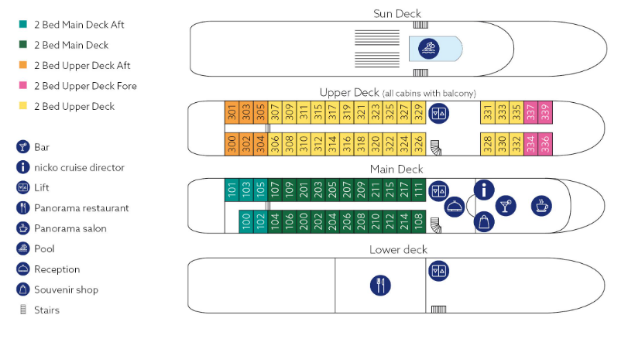 Sun Deck
2 Bed Main Deck Aft
2 Bed Main Deck
2 Bed Upper Deck Aft
2 Bed Upper Deck Fore
2 Bed Upper Deck
Upper Deck (all cabins with balcony)
301 303 305 307 309 311 315 317 319 321 323 325 327 329 331 333 335 337 339
300 302 304 306 308 310 312 316 318 320 322 324 324 326 328 330 332 334 336
Bar
nicko cruise director
Lift
Panorama restaurant
Panorama salon
Pool
Reception
Souvenir shop
Stairs
Main Deck
101 103 105 107 109 201 203 205 207 209 211 215 217 111
100 102 104 106 200 202 204 206 208 210 212 214 108
Lower deck